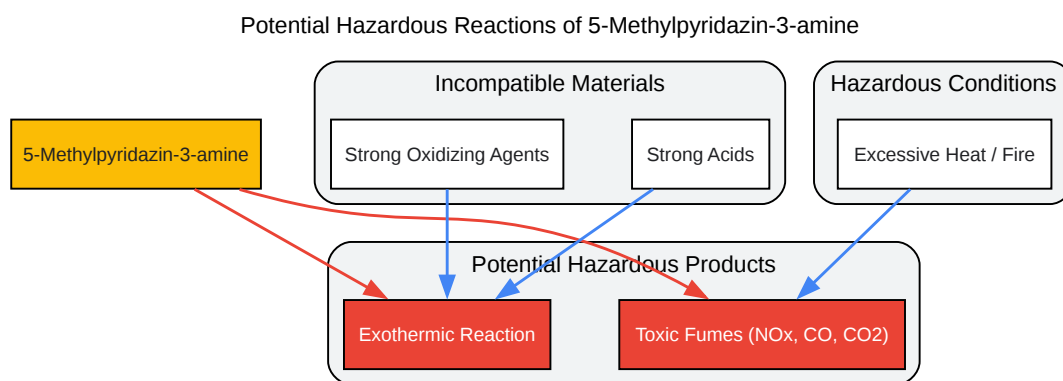 Potential Hazardous Reactions of 5-Methylpyridazin-3-amine
Incompatible Materials
Hazardous Conditions
5-Methylpyridazin-3-amine
Strong Oxidizing Agents
Strong Acids
Excessive Heat / Fire
Potential Hazardous Products
Exothermic Reaction
Toxic Fumes (NOx, CO, CO2)